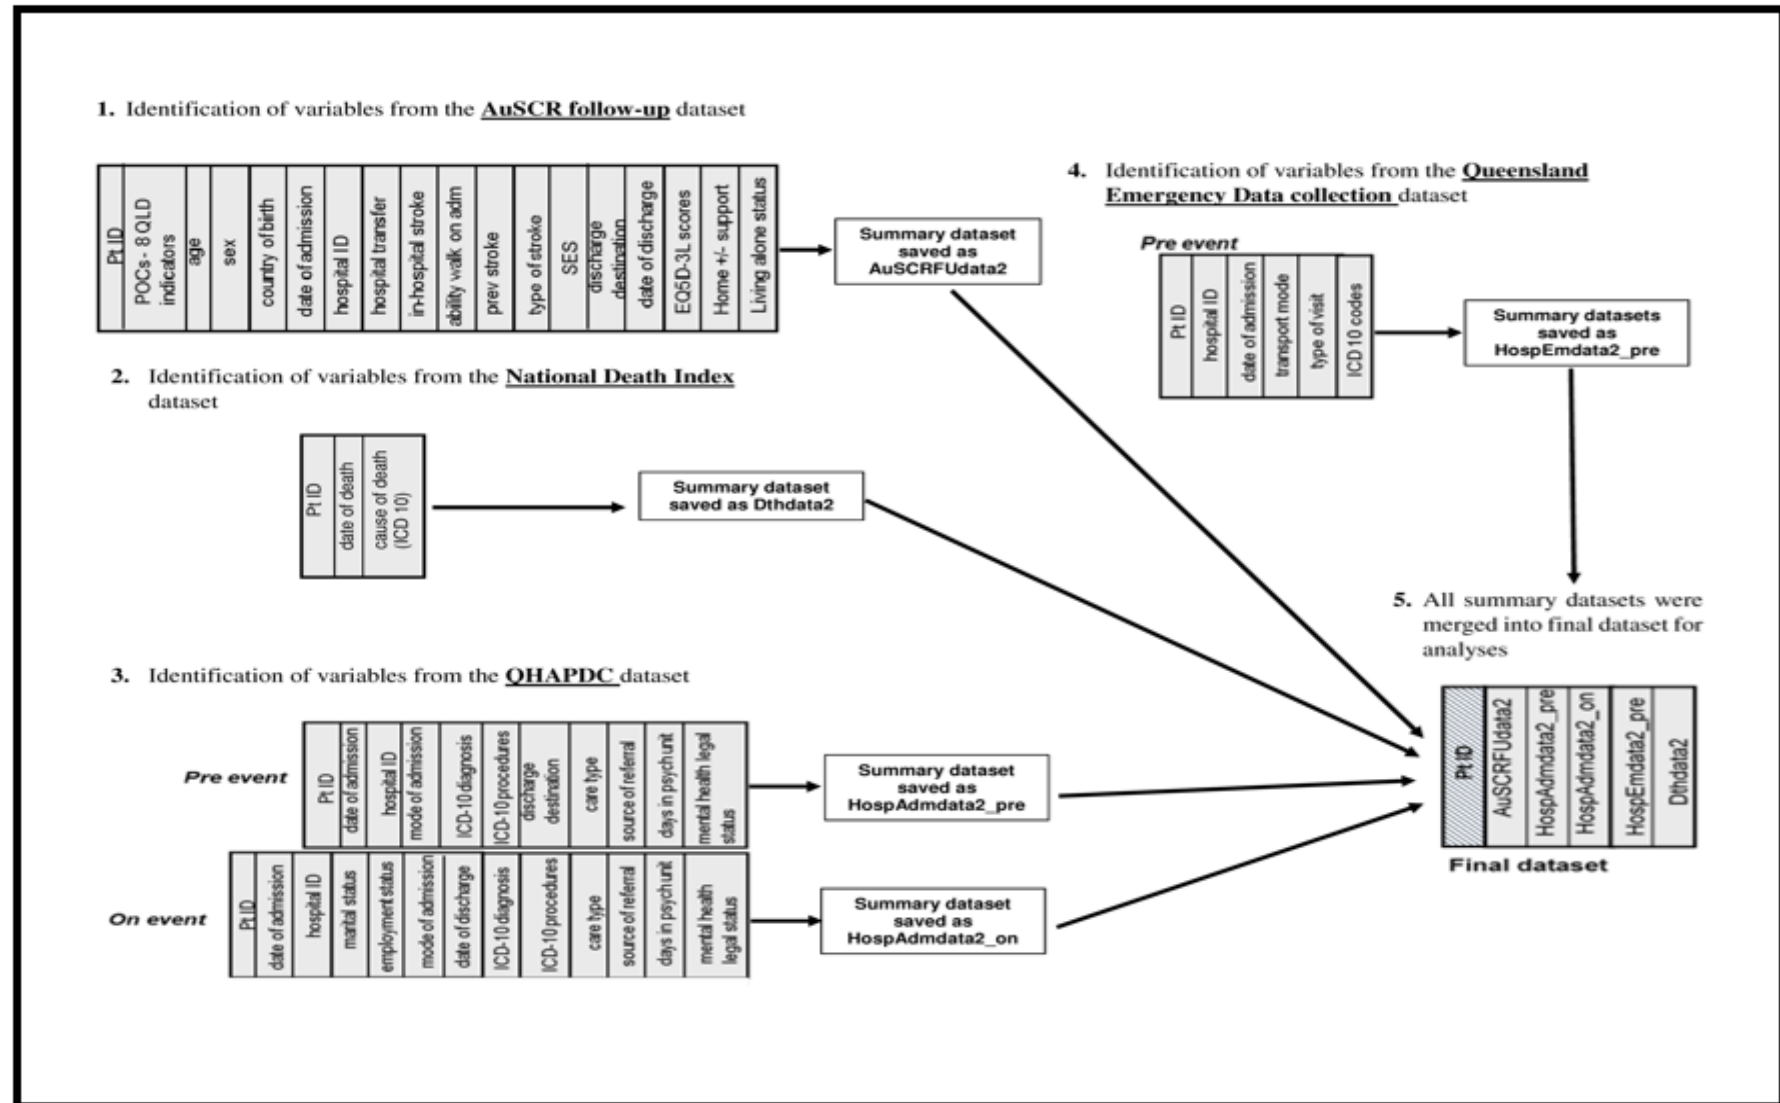 1. Identification of variables from the AuSCR follow-up dataset
Pt ID
POCs - 8 QLD
indicators
age
sex
country of birth
date of admission
hospital ID
hospital transfer
in-hospital stroke
ability walk on adm
prev stroke
type of stroke
SES
discharge
destination
date of discharge
EQ5D-3L scores
Home +/- support
Living alone status
Summary dataset
saved as
AuSCRFUdata2
2. Identification of variables from the National Death Index
dataset
Pt ID
date of death
cause of death
(ICD 10)
Summary dataset
saved as Dthdata2
3. Identification of variables from the QHAPDC dataset
Pre event
Pt ID
date of admission
hospital ID
mode of admission
ICD-10 diagnosis
ICD-10 procedures
discharge
destination
care type
source of referral
days in psych unit
mental health legal
status
Summary dataset
saved as
HospAdmdata2_pre
On event
Pt ID
date of admission
hospital ID
marital status
employment status
mode of admission
date of discharge
ICD-10 diagnosis
ICD-10 procedures
care type
source of referral
days in psych unit
mental health
legal status
Summary dataset
saved as
HospAdmdata2_on
4. Identification of variables from the Queensland
Emergency Data collection dataset
Pre event
Pt ID
hospital ID
date of admission
transport mode
type of visit
ICD 10 codes
Summary datasets
saved as
HospEmdata2_pre
5. All summary datasets were
merged into final dataset for
analyses
Pt ID
AuSCRFUdata2
HospAdmdata2_pre
HospAdmdata2_on
HospEmdata2_pre
Dthdata2
Final dataset